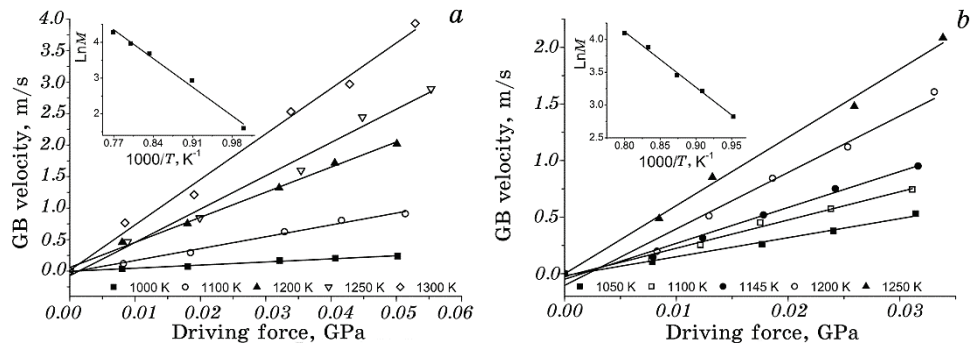 a
4.0
3.5
3.0
2.5
2.0
1.5
1.0
0.5
0.0
GB velocity, m/s
LnM
4
3
2
0.77 0.84 0.91 0.98
1000/T, K⁻¹
1000 K 1100 K 1200 K 1250 K 1300 K
0.00 0.01 0.02 0.03 0.04 0.05 0.06
Driving force, GPa
b
2.0
1.5
1.0
0.5
0.0
GB velocity, m/s
LnM
4.0
3.5
3.0
2.5
0.80 0.85 0.90 0.95
1000/T, K⁻¹
1050 K 1100 K 1145 K 1200 K 1250 K
0.00 0.01 0.02 0.03
Driving force, GPa